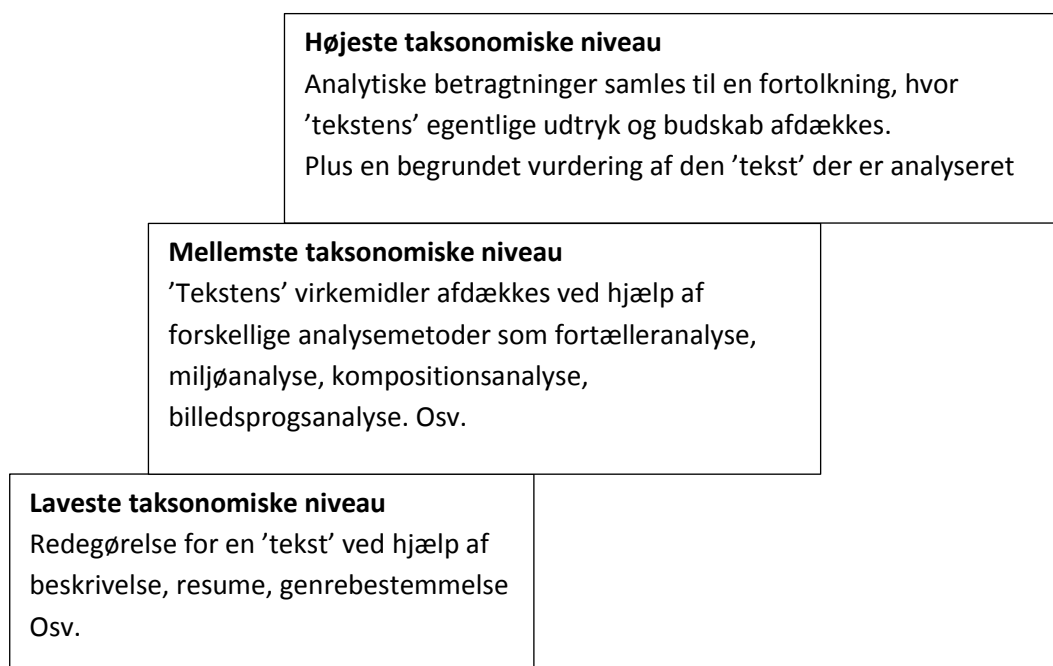 Højeste taksonomiske niveau
Analytiske betragtninger samles til en fortolkning, hvor
’tekstens’ egentlige udtryk og budskab afdækkes.
Plus en begrundet vurdering af den ’tekst’ der er analyseret
Mellemste taksonomiske niveau
’Tekstens’ virkemidler afdækkes ved hjælp af
forskellige analysemetoder som fortælleranalyse,
miljøanalyse, kompositionsanalyse,
billedsprogsanalyse. Osv.
Laveste taksonomiske niveau
Redegørelse for en ’tekst’ ved hjælp af
beskrivelse, resume, genrebestemmelse
Osv.